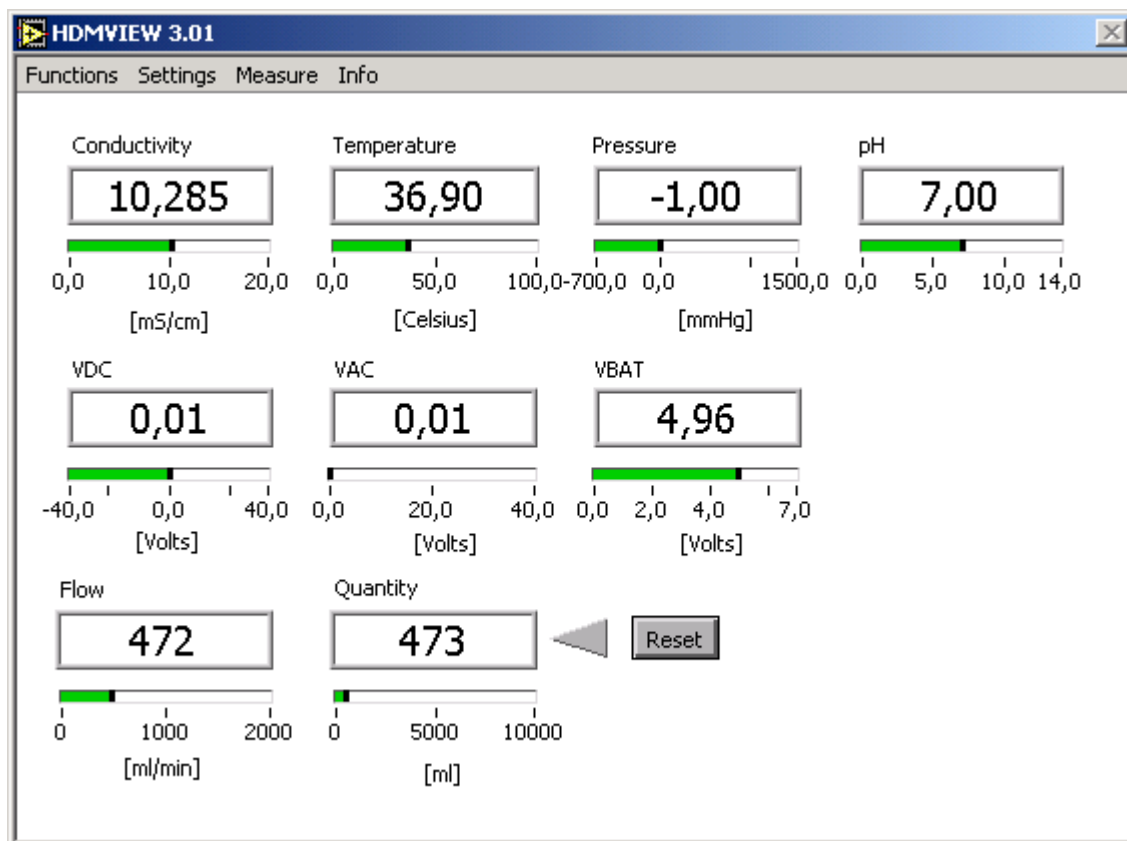 HDMVIEW 3.01
Functions Settings Measure Info
Conductivity Temperature Pressure pH
10,285 36,90 -1,00 7,00
0,0 10,0 20,0 0,0 50,0 100,0 -700,0 0,0 1500,0 0,0 5,0 10,0 14,0
[mS/cm] [Celsius] [mmHg]
VDC VAC VBAT
0,01 0,01 4,96
-40,0 0,0 40,0 0,0 20,0 40,0 0,0 2,0 4,0 7,0
[Volts] [Volts] [Volts]
Flow Quantity
472 473 Reset
0 1000 2000 0 5000 10000
[ml/min] [ml]